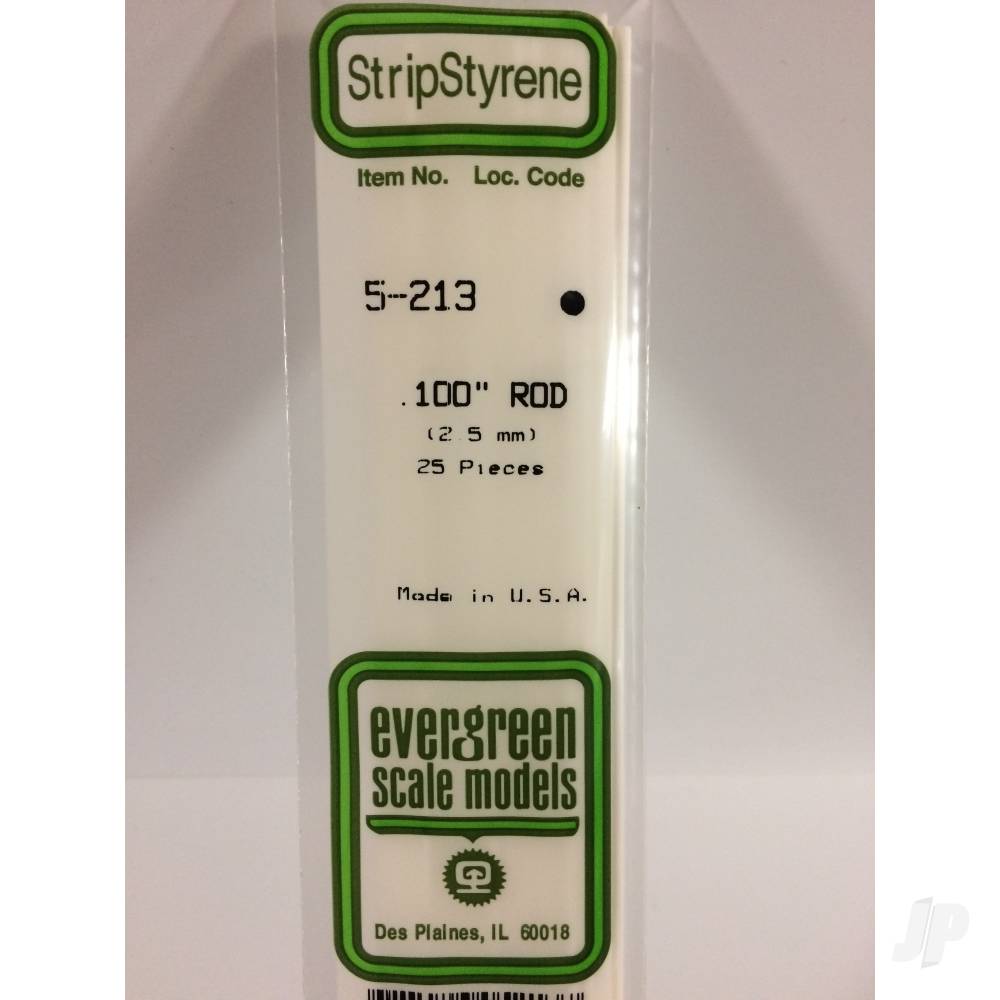 StripStyrene
Item No. Loc. Code
5-213
.100" ROD
(2.5 mm)
25 Pieces
Made in U.S.A.
evergreen
scale models
Des Plaines, IL 60018
JP